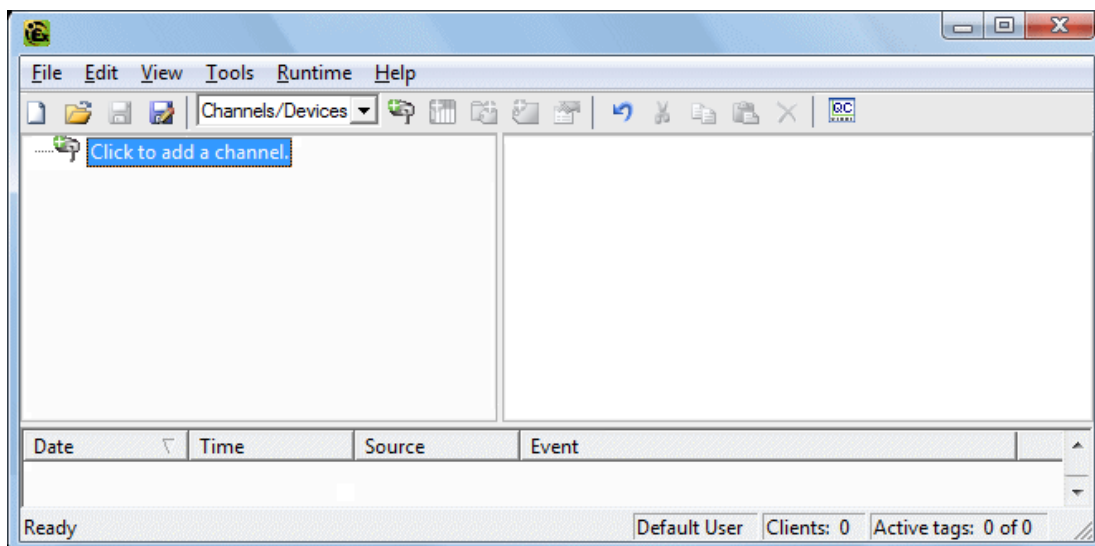 File Edit View Tools Runtime Help
Channels/Devices QC
Click to add a channel.
Date Time Source Event
Ready Default User Clients: 0 Active tags: 0 of 0